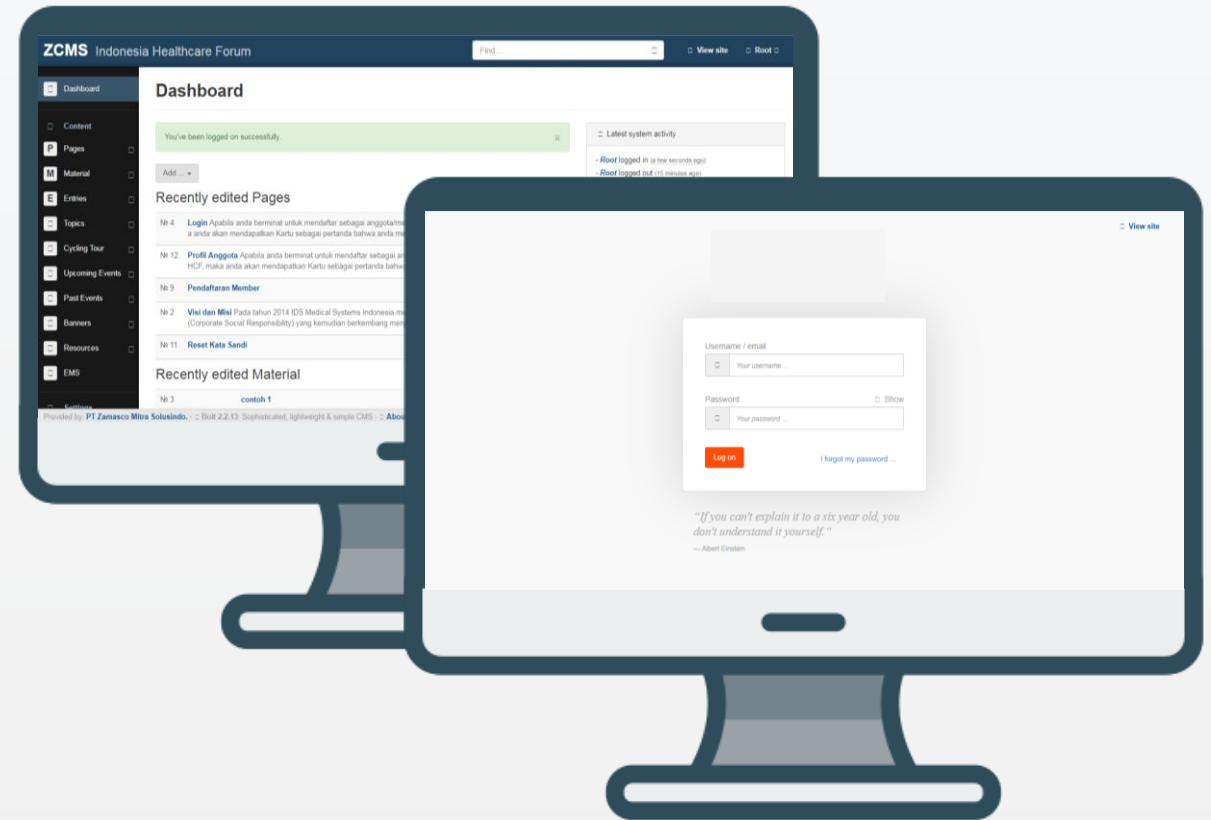 ZCMS Indonesia Healthcare Forum
Find...
View site
Root
Dashboard
Content
P Pages
M Material
E Entries
Topics
Cycling Tour
Upcoming Events
Past Events
Banners
Resources
EMS
Settings
Dashboard
You've been logged on successfully.
×
Add ...
Recently edited Pages
№ 4 Login Apabila anda berminat untuk mendaftar sebagai
a anda akan mendapatkan Kartu sebagai pertanda bahwa anda
№ 12 Profil Anggota Apabila anda berminat untuk mendaftar sebagai
HCF, maka anda akan mendapatkan Kartu sebagai pertanda
№ 9 Pendaftaran Member
№ 2 Visi dan Misi Pada tahun 2014 IDS Medical Systems Indonesia
(Corporate Social Responsibility) yang kemudian berkembang
№ 11 Reset Kata Sandi
Recently edited Material
№ 3 contoh 1
Latest system activity
- Root logged in (a few seconds ago)
- Root logged out (15 minutes ago)
Provided by: PT Zamasco Mitra Solusindo. - Bolt 2.2.13: Sophisticated, lightweight & simple CMS -
View site
Username / email
Your username ...
Password
Show
Your password ...
Log on
I forgot my password ...
“If you can't explain it to a six year old, you
don't understand it yourself.”
— Albert Einstein